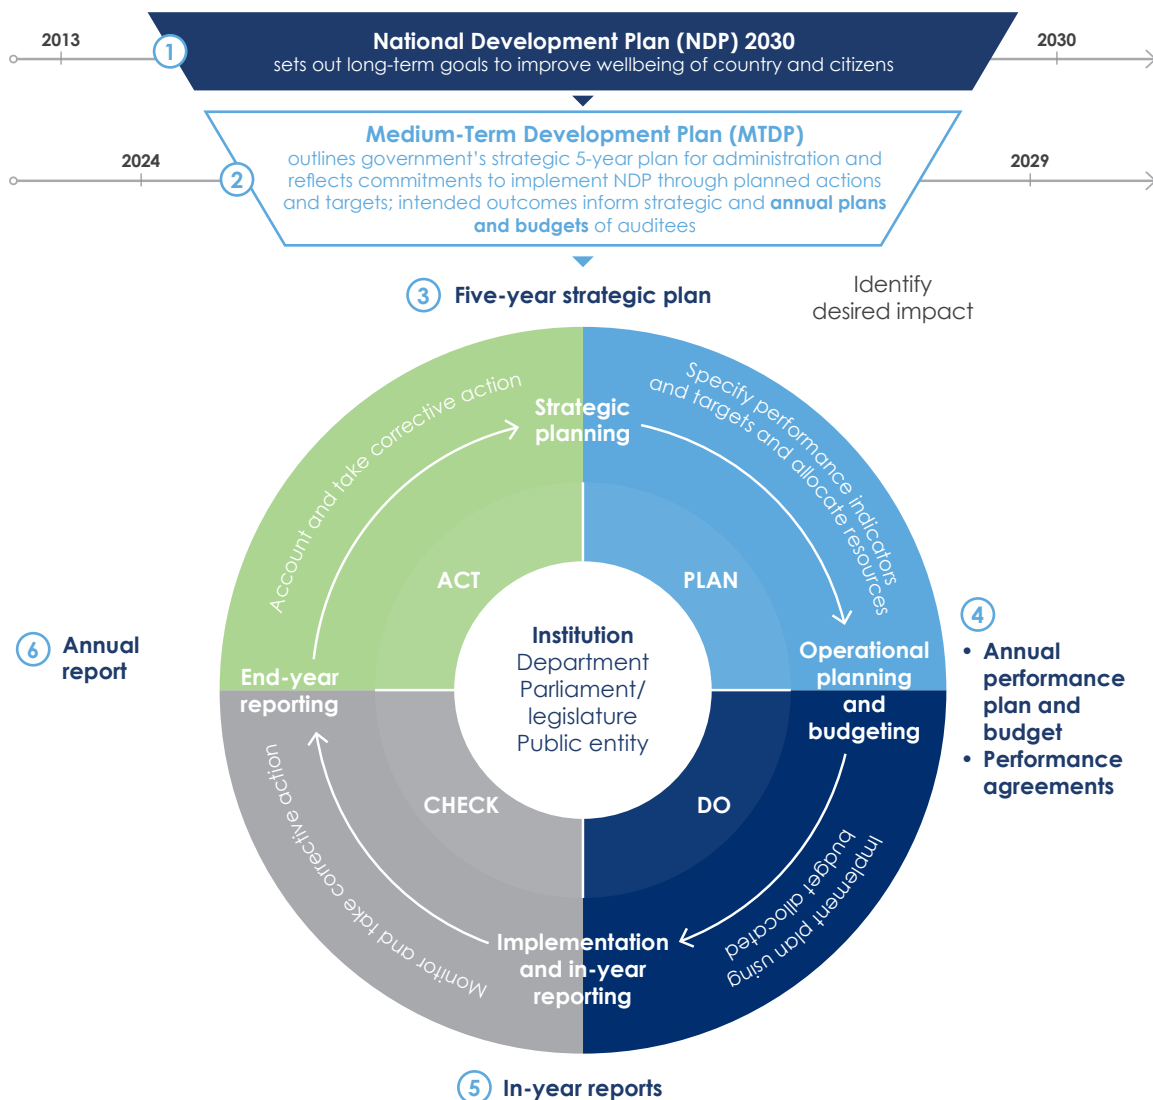 2013
1
National Development Plan (NDP) 2030
sets out long-term goals to improve wellbeing of country and citizens
2030
2024
2
Medium-Term Development Plan (MTDP)
outlines government's strategic 5-year plan for administration and
reflects commitments to implement NDP through planned actions
and targets; intended outcomes inform strategic and annual plans
and budgets of auditees
2029
3 Five-year strategic plan
Identify
desired impact
Account and take corrective action
Strategic
planning
Specify performance indicators
and targets and allocate resources
ACT
PLAN
Institution
Department
Parliament/
legislature
Public entity
6 Annual
report
End-year
reporting
Operational
planning
and
budgeting
4
• Annual
performance
plan and
budget
• Performance
agreements
CHECK
DO
Monitor and take corrective action
Implement plan using
budget allocated
Implementation
and in-year
reporting
5 In-year reports